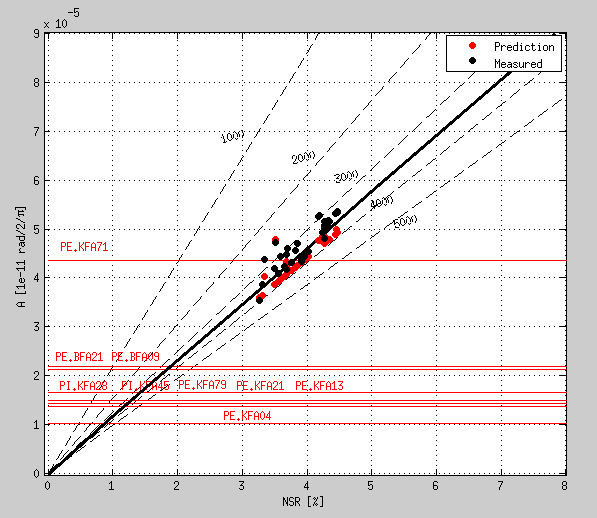 x 10^-5
9
8
7
6
5
4
3
2
1
0
A [1e-11 rad/2/π]
Prediction
Measured
1000
2000
3000
4000
5000
PE.KFA71
PE.BFA21 PE.BFA09
PI.KFA28 PI.KFA45 PE.KFA79 PE.KFA21 PE.KFA13
PE.KFA04
0 1 2 3 4 5 6 7 8
NSR [%]